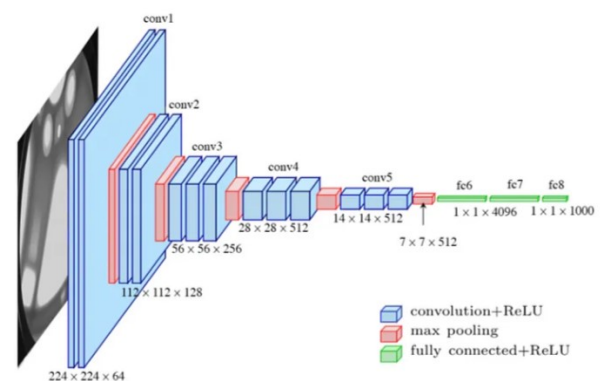 conv1
conv2
conv3
conv4
conv5
fc6
fc7
fc8
1 × 1 × 4096
1 × 1 × 1000
14 × 14 × 512
28 × 28 × 512
7 × 7 × 512
56 × 56 × 256
112 × 112 × 128
224 × 224 × 64
convolution+ReLU
max pooling
fully connected+ReLU